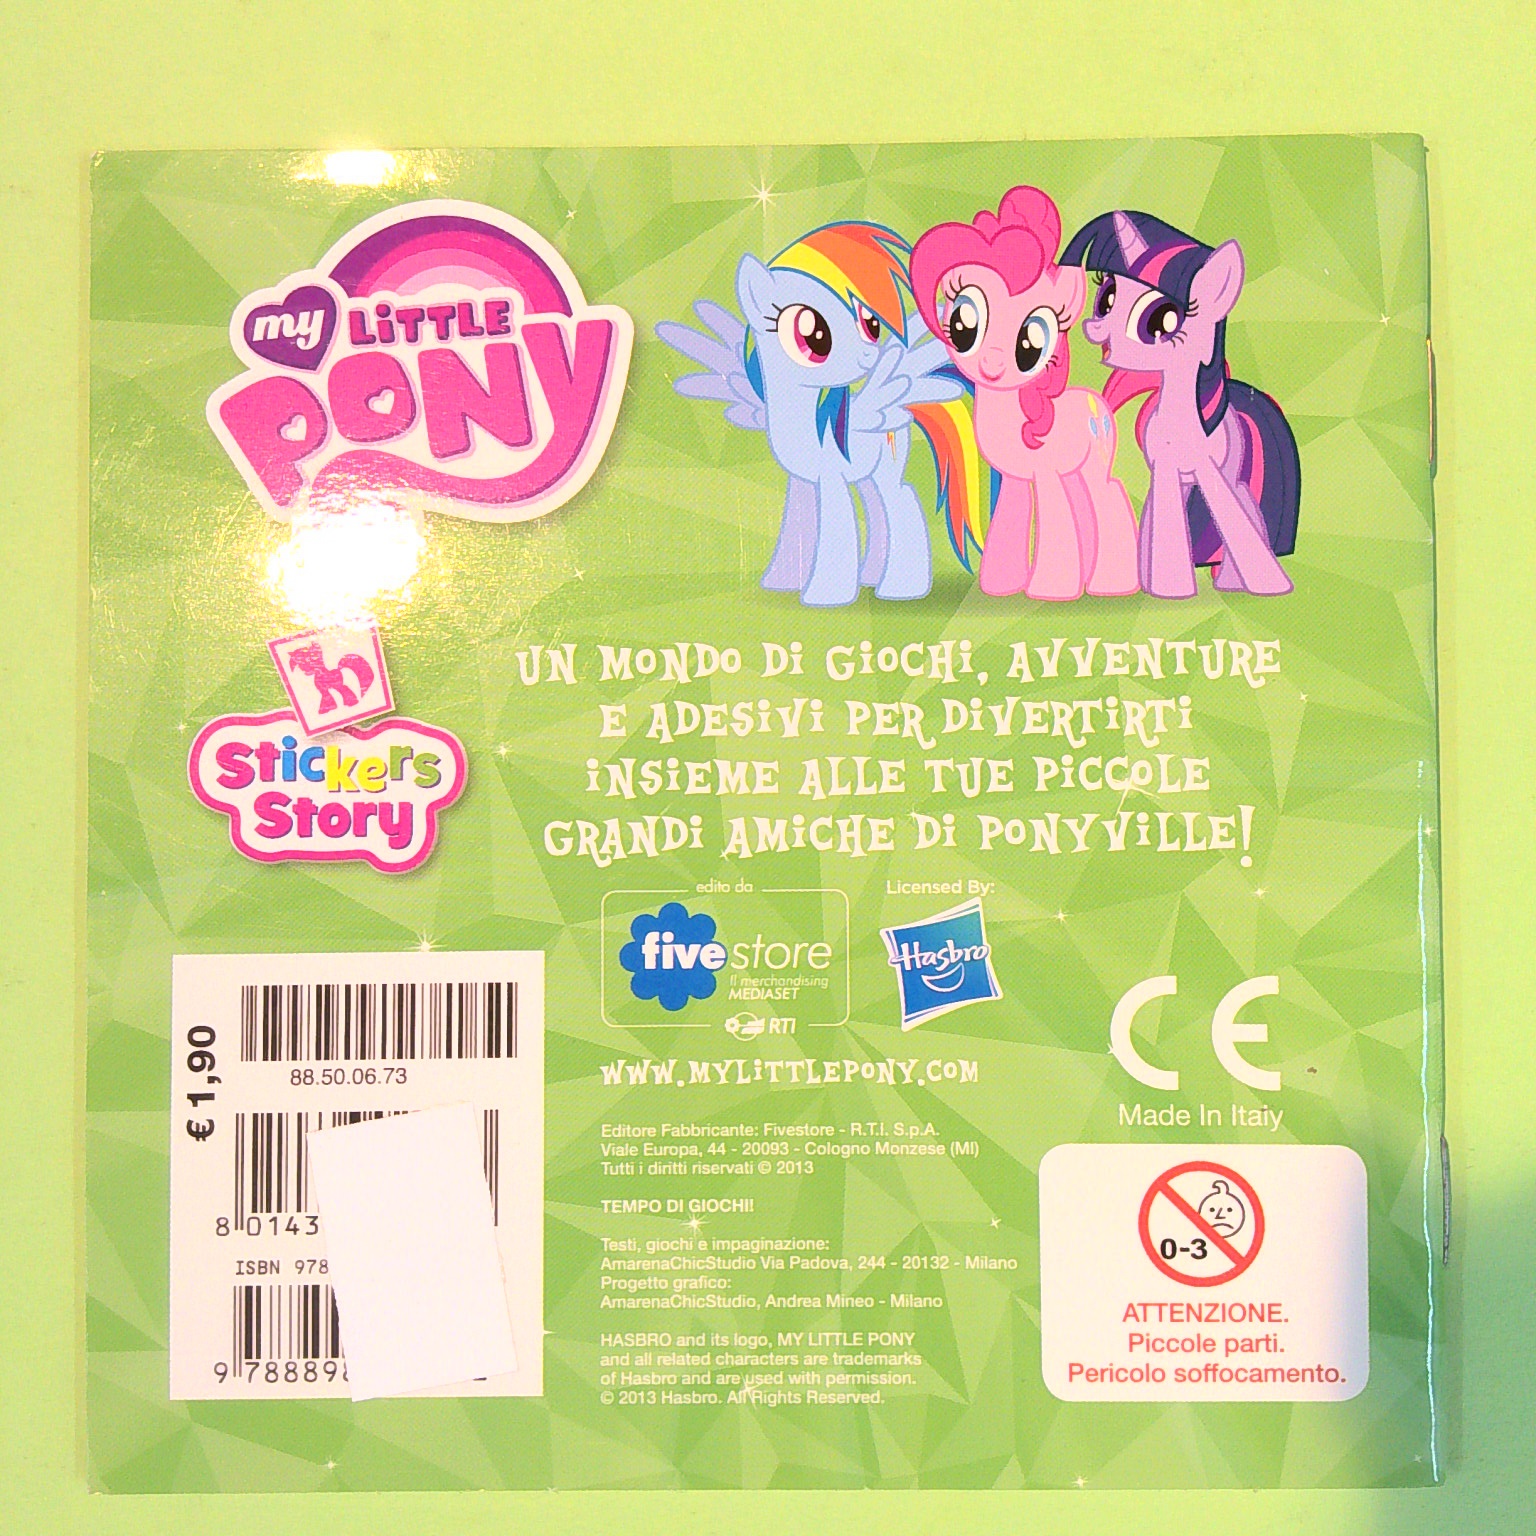 my LiTTLE
PONY
Stickers
Story
UN MONDO Di GiOCHi, AVVENTURE
E ADESiVi PER DiVERTiRTi
iNSiEME ALLE TUE PiCCOLE
GRANDi AMiCHE Di PONYViLLE!
edito da
fivestore
Il merchandising
MEDIASET
RTI
Licensed By:
Hasbro
WWW.MYLiTTLEPONY.COM
CE
Made In Italy
€ 1,90
88.50.06.73
8 0143
ISBN 978
9 78889
Editore Fabbricante: Fivestore - R.T.I. S.p.A.
Viale Europa, 44 - 20093 - Cologno Monzese (MI)
Tutti i diritti riservati © 2013
TEMPO DI GIOCHI!
Testi, giochi e impaginazione:
AmarenaChicStudio Via Padova, 244 - 20132 - Milano
Progetto grafico:
AmarenaChicStudio, Andrea Mineo - Milano
HASBRO and its logo, MY LITTLE PONY
and all related characters are trademarks
of Hasbro and are used with permission.
© 2013 Hasbro. All Rights Reserved.
0-3
ATTENZIONE.
Piccole parti.
Pericolo soffocamento.